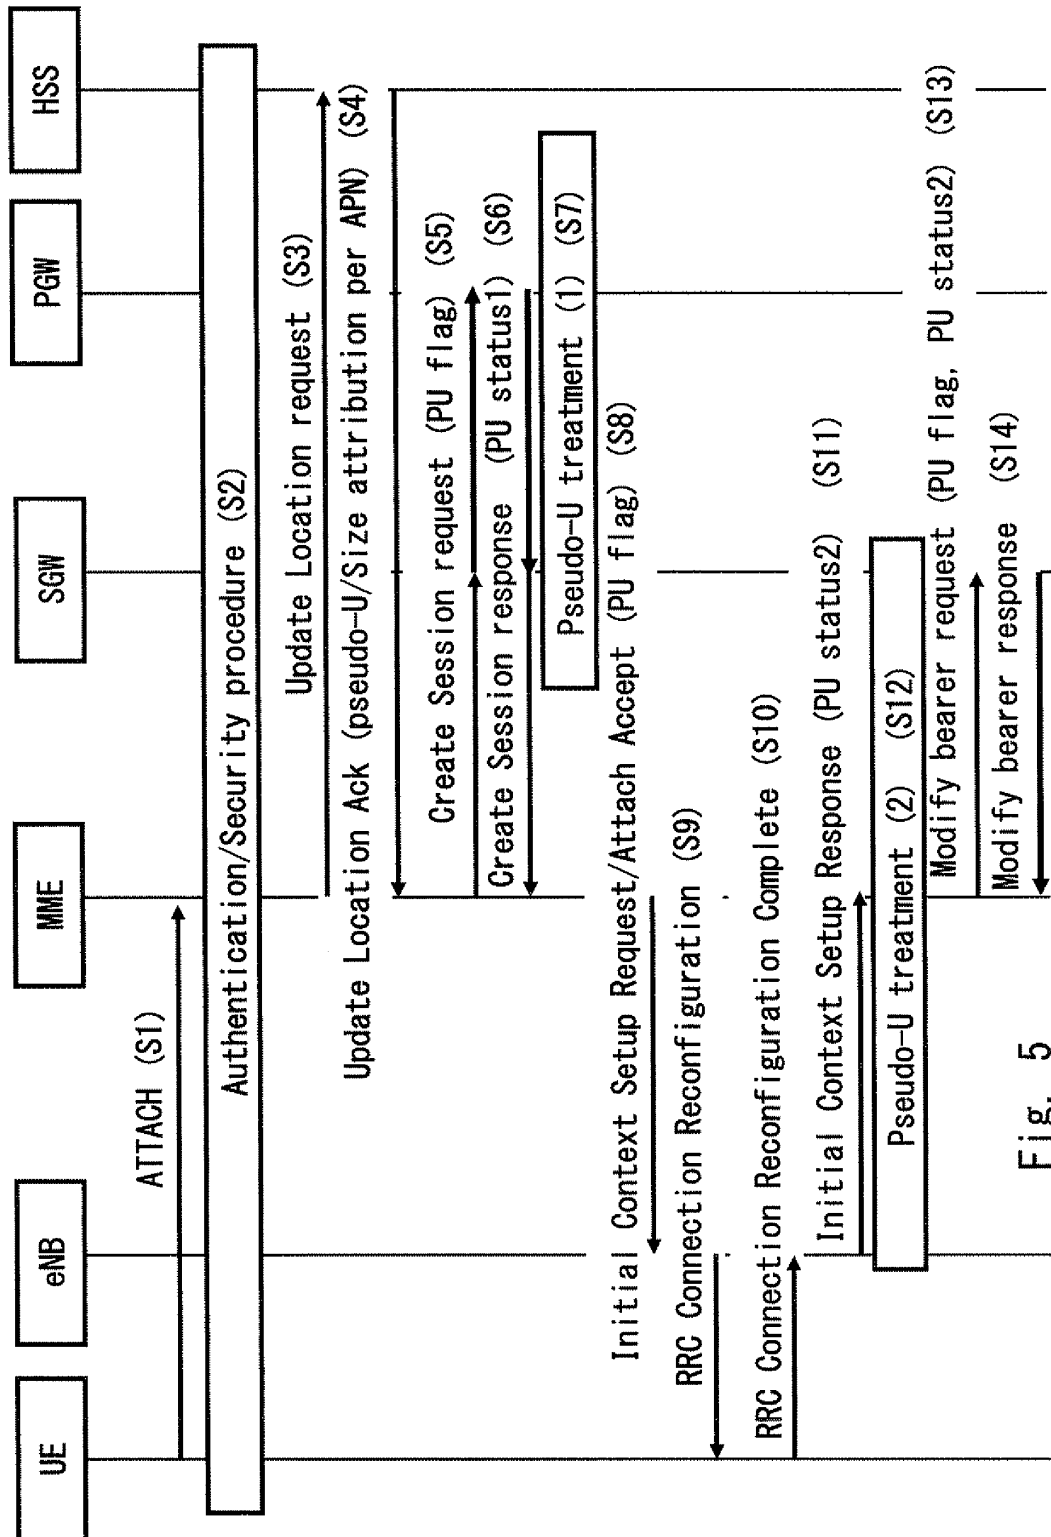 UE
eNB
MME
SGW
PGW
HSS
ATTACH (S1)
Authentication/Security procedure (S2)
Update Location request (S3)
Update Location Ack (pseudo-U/Size attribution per APN) (S4)
Create Session request (PU flag) (S5)
Create Session response (PU status1) (S6)
Pseudo-U treatment (1) (S7)
Initial Context Setup Request/Attach Accept (PU flag) (S8)
RRC Connection Reconfiguration (S9)
RRC Connection Reconfiguration Complete (S10)
Initial Context Setup Response (PU status2) (S11)
Pseudo-U treatment (2) (S12)
Modify bearer request (PU flag, PU status2) (S13)
Modify bearer response (S14)
Fig. 5